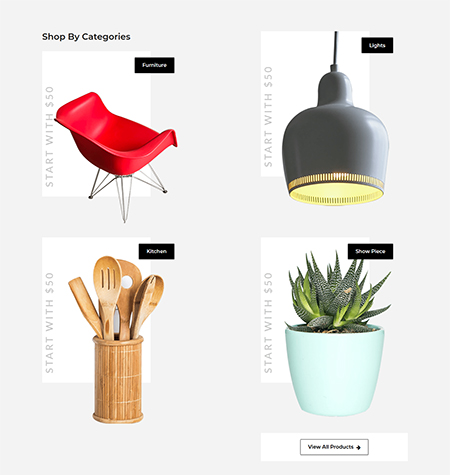 Shop By Categories
Furniture
START WITH $50
Lights
START WITH $50
Kitchen
START WITH $50
Show Piece
START WITH $50
View All Products →